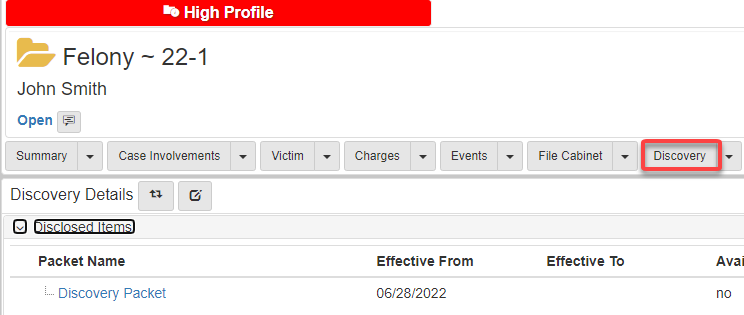 High Profile
Felony ~ 22-1
John Smith
Open
Summary Case Involvements Victim Charges Events File Cabinet Discovery
Discovery Details
Disclosed Items
Packet Name Effective From Effective To Avai
Discovery Packet 06/28/2022 no